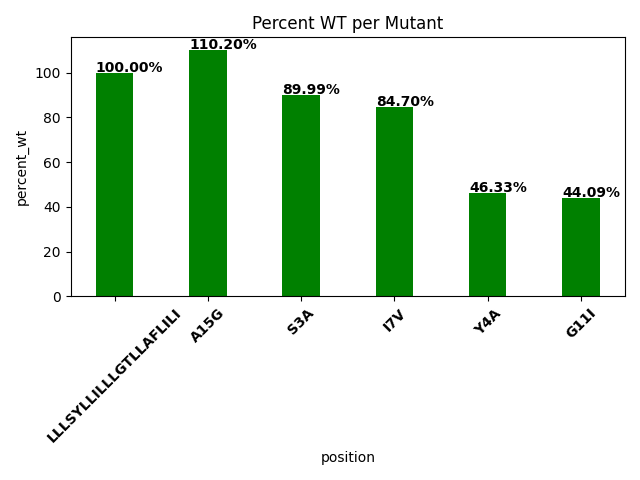 Percent WT per Mutant
percent_wt
100
80
60
40
20
0
100.00%
110.20%
89.99%
84.70%
46.33%
44.09%
LLLSYLLILLLGTLLAFLILI
A15G
S3A
I7V
Y4A
G11I
position